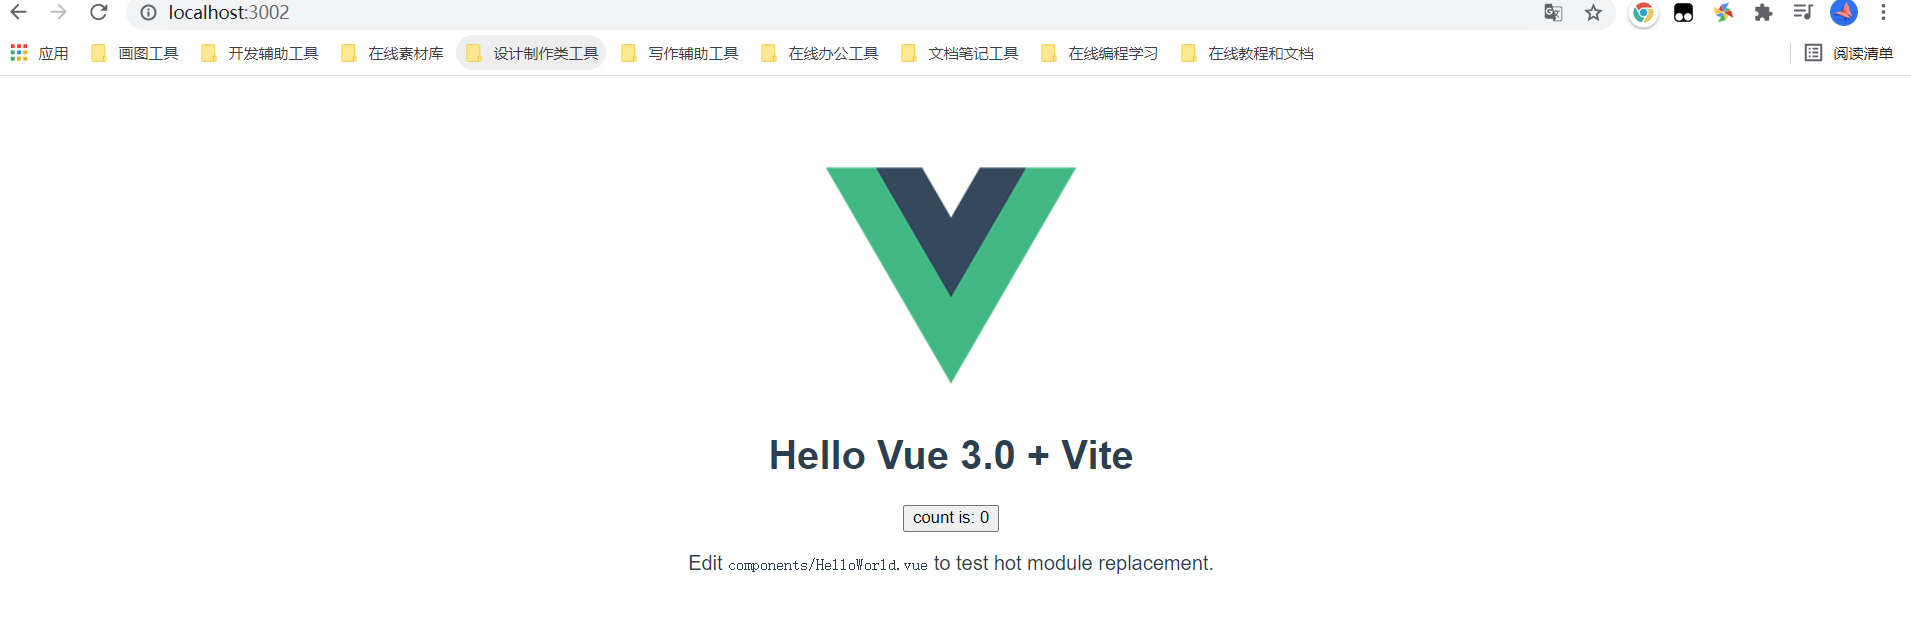 localhost:3002
应用 画图工具 开发辅助工具 在线素材库 设计制作类工具 写作辅助工具 在线办公工具 文档笔记工具 在线编程学习 在线教程和文档 阅读清单
Hello Vue 3.0 + Vite
count is: 0
Edit components/HelloWorld.vue to test hot module replacement.